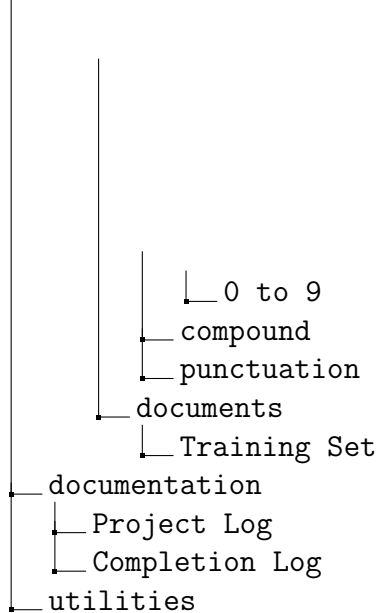 0 to 9
compound
punctuation
documents
Training Set
documentation
Project Log
Completion Log
utilities